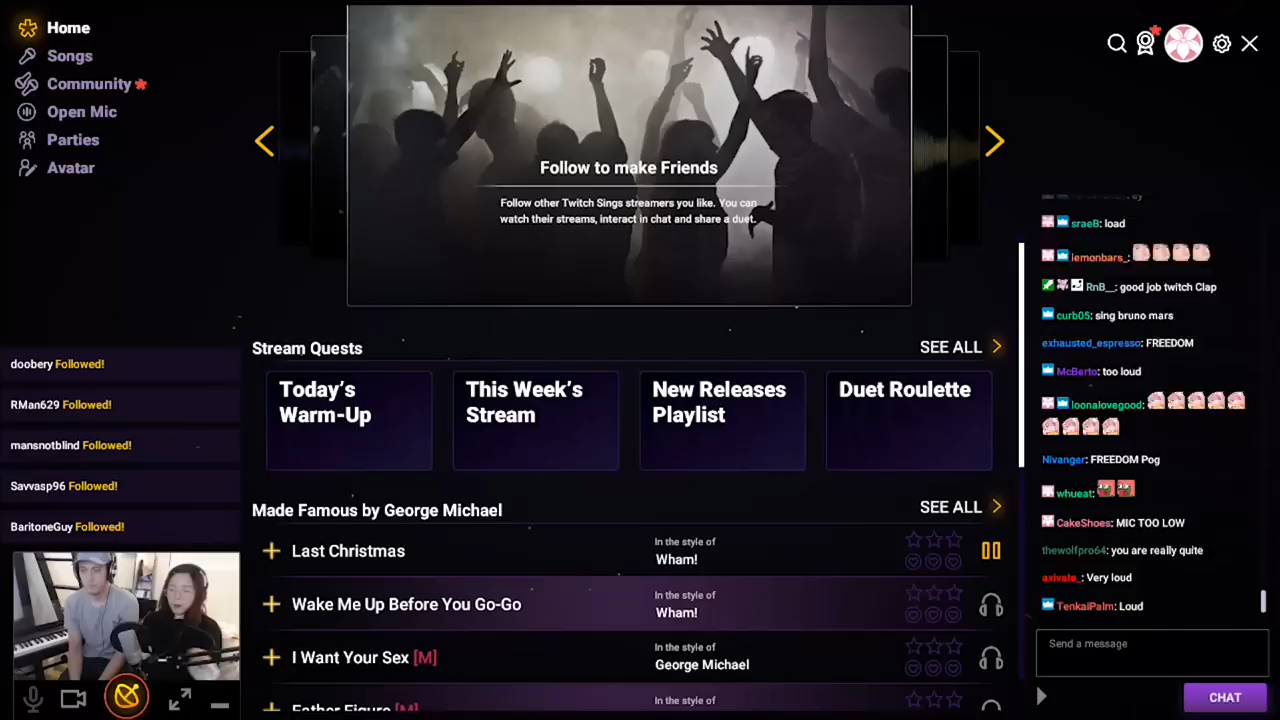 Home
Songs
Community
Open Mic
Parties
Avatar
Follow to make Friends
Follow other Twitch Sings streamers you like. You can
watch their streams, interact in chat and share a duet.
doobery Followed!
RMan629 Followed!
mansnotblind Followed!
Savvasp96 Followed!
BaritoneGuy Followed!
Stream Quests
SEE ALL
Today's
Warm-Up
This Week's
Stream
New Releases
Playlist
Duet Roulette
Made Famous by George Michael
SEE ALL
Last Christmas
In the style of
Wham!
Wake Me Up Before You Go-Go
In the style of
Wham!
I Want Your Sex [M]
In the style of
George Michael
Father Figure [M]
In the style of
sraeB: load
lemonbars_:
RnB__: good job twitch Clap
curb05: sing bruno mars
exhausted_espresso: FREEDOM
McBerto: too loud
loonalovegood:
Nivanger: FREEDOM Pog
whueat:
CakeShoes: MIC TOO LOW
thewolfpro64: you are really quite
axivate_: Very loud
TenkaiPalm: Loud
Send a message
CHAT